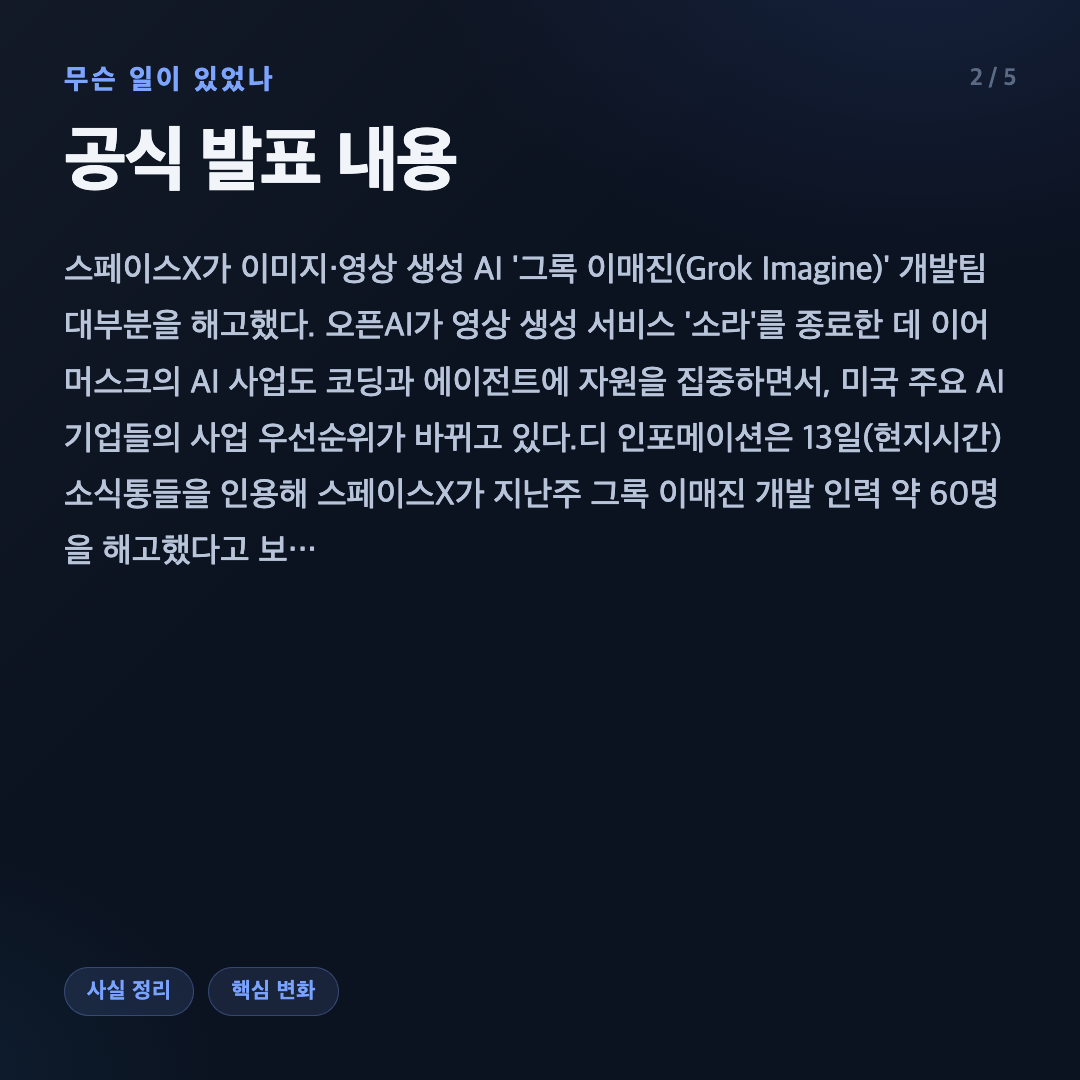 무슨 일이 있었나
2 / 5
공식 발표 내용
스페이스X가 이미지·영상 생성 AI '그록 이매진(Grok Imagine)' 개발팀
대부분을 해고했다. 오픈AI가 영상 생성 서비스 '소라'를 종료한 데 이어
머스크의 AI 사업도 코딩과 에이전트에 자원을 집중하면서, 미국 주요 AI
기업들의 사업 우선순위가 바뀌고 있다.디 인포메이션은 13일(현지시간)
소식통들을 인용해 스페이스X가 지난주 그록 이매진 개발 인력 약 60명
을 해고했다고 보…
사실 정리
핵심 변화